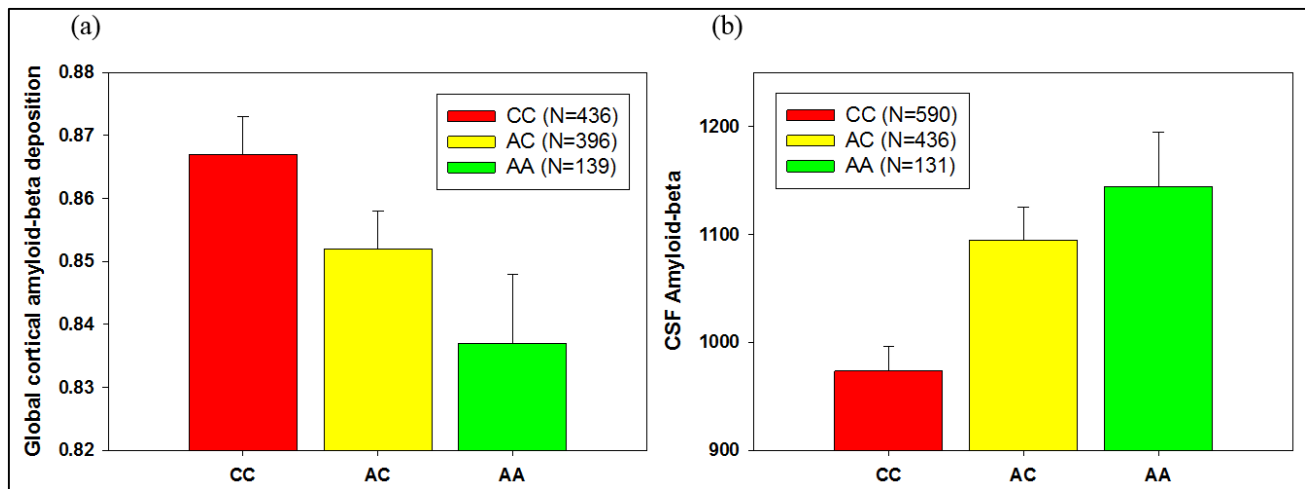 (a)
Global cortical amyloid-beta deposition
0.88
0.87
0.86
0.85
0.84
0.83
0.82
CC (N=436)
AC (N=396)
AA (N=139)
CC AC AA
(b)
CSF Amyloid-beta
1200
1100
1000
900
CC (N=590)
AC (N=436)
AA (N=131)
CC AC AA